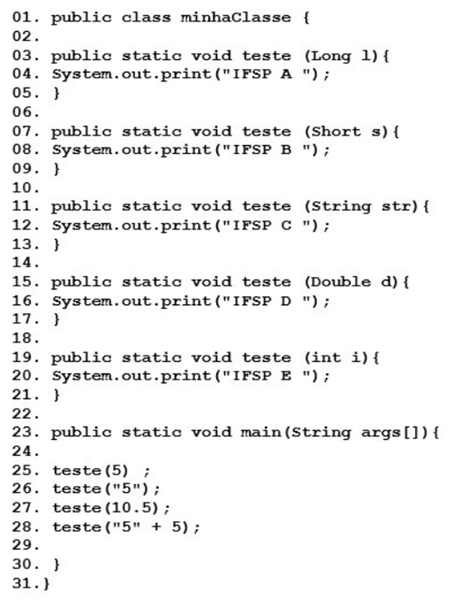 01. public class minhaClasse {
02.
03. public static void teste (Long l){
04. System.out.print("IFSP A ");
05. }
06.
07. public static void teste (Short s){
08. System.out.print("IFSP B ");
09. }
10.
11. public static void teste (String str){
12. System.out.print("IFSP C ");
13. }
14.
15. public static void teste (Double d){
16. System.out.print("IFSP D ");
17. }
18.
19. public static void teste (int i){
20. System.out.print("IFSP E ");
21. }
22.
23. public static void main(String args[]){
24.
25. teste(5) ;
26. teste("5");
27. teste(10.5);
28. teste("5" + 5);
29.
30. }
31.}